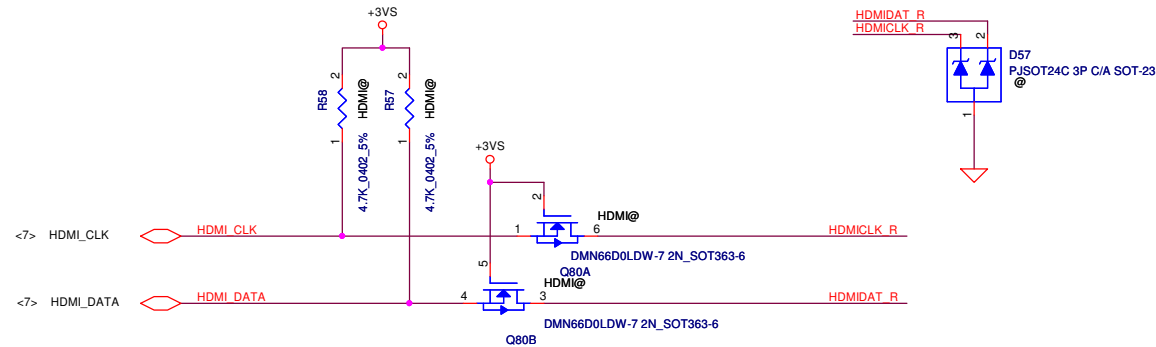 +3VS
HDMIDAT_R
HDMICLK_R
3
2
D57
PJSOT24C 3P C/A SOT-23
@
1
2
R58
HDMI@
1
4.7K_0402_5%
2
R57
HDMI@
1
4.7K_0402_5%
+3VS
2
<7> HDMI_CLK
HDMI_CLK
1
HDMI@
6
HDMICLK_R
DMN66D0LDW-7 2N_SOT363-6
Q80A
5
HDMI@
<7> HDMI_DATA
HDMI_DATA
4
3
HDMIDAT_R
DMN66D0LDW-7 2N_SOT363-6
Q80B